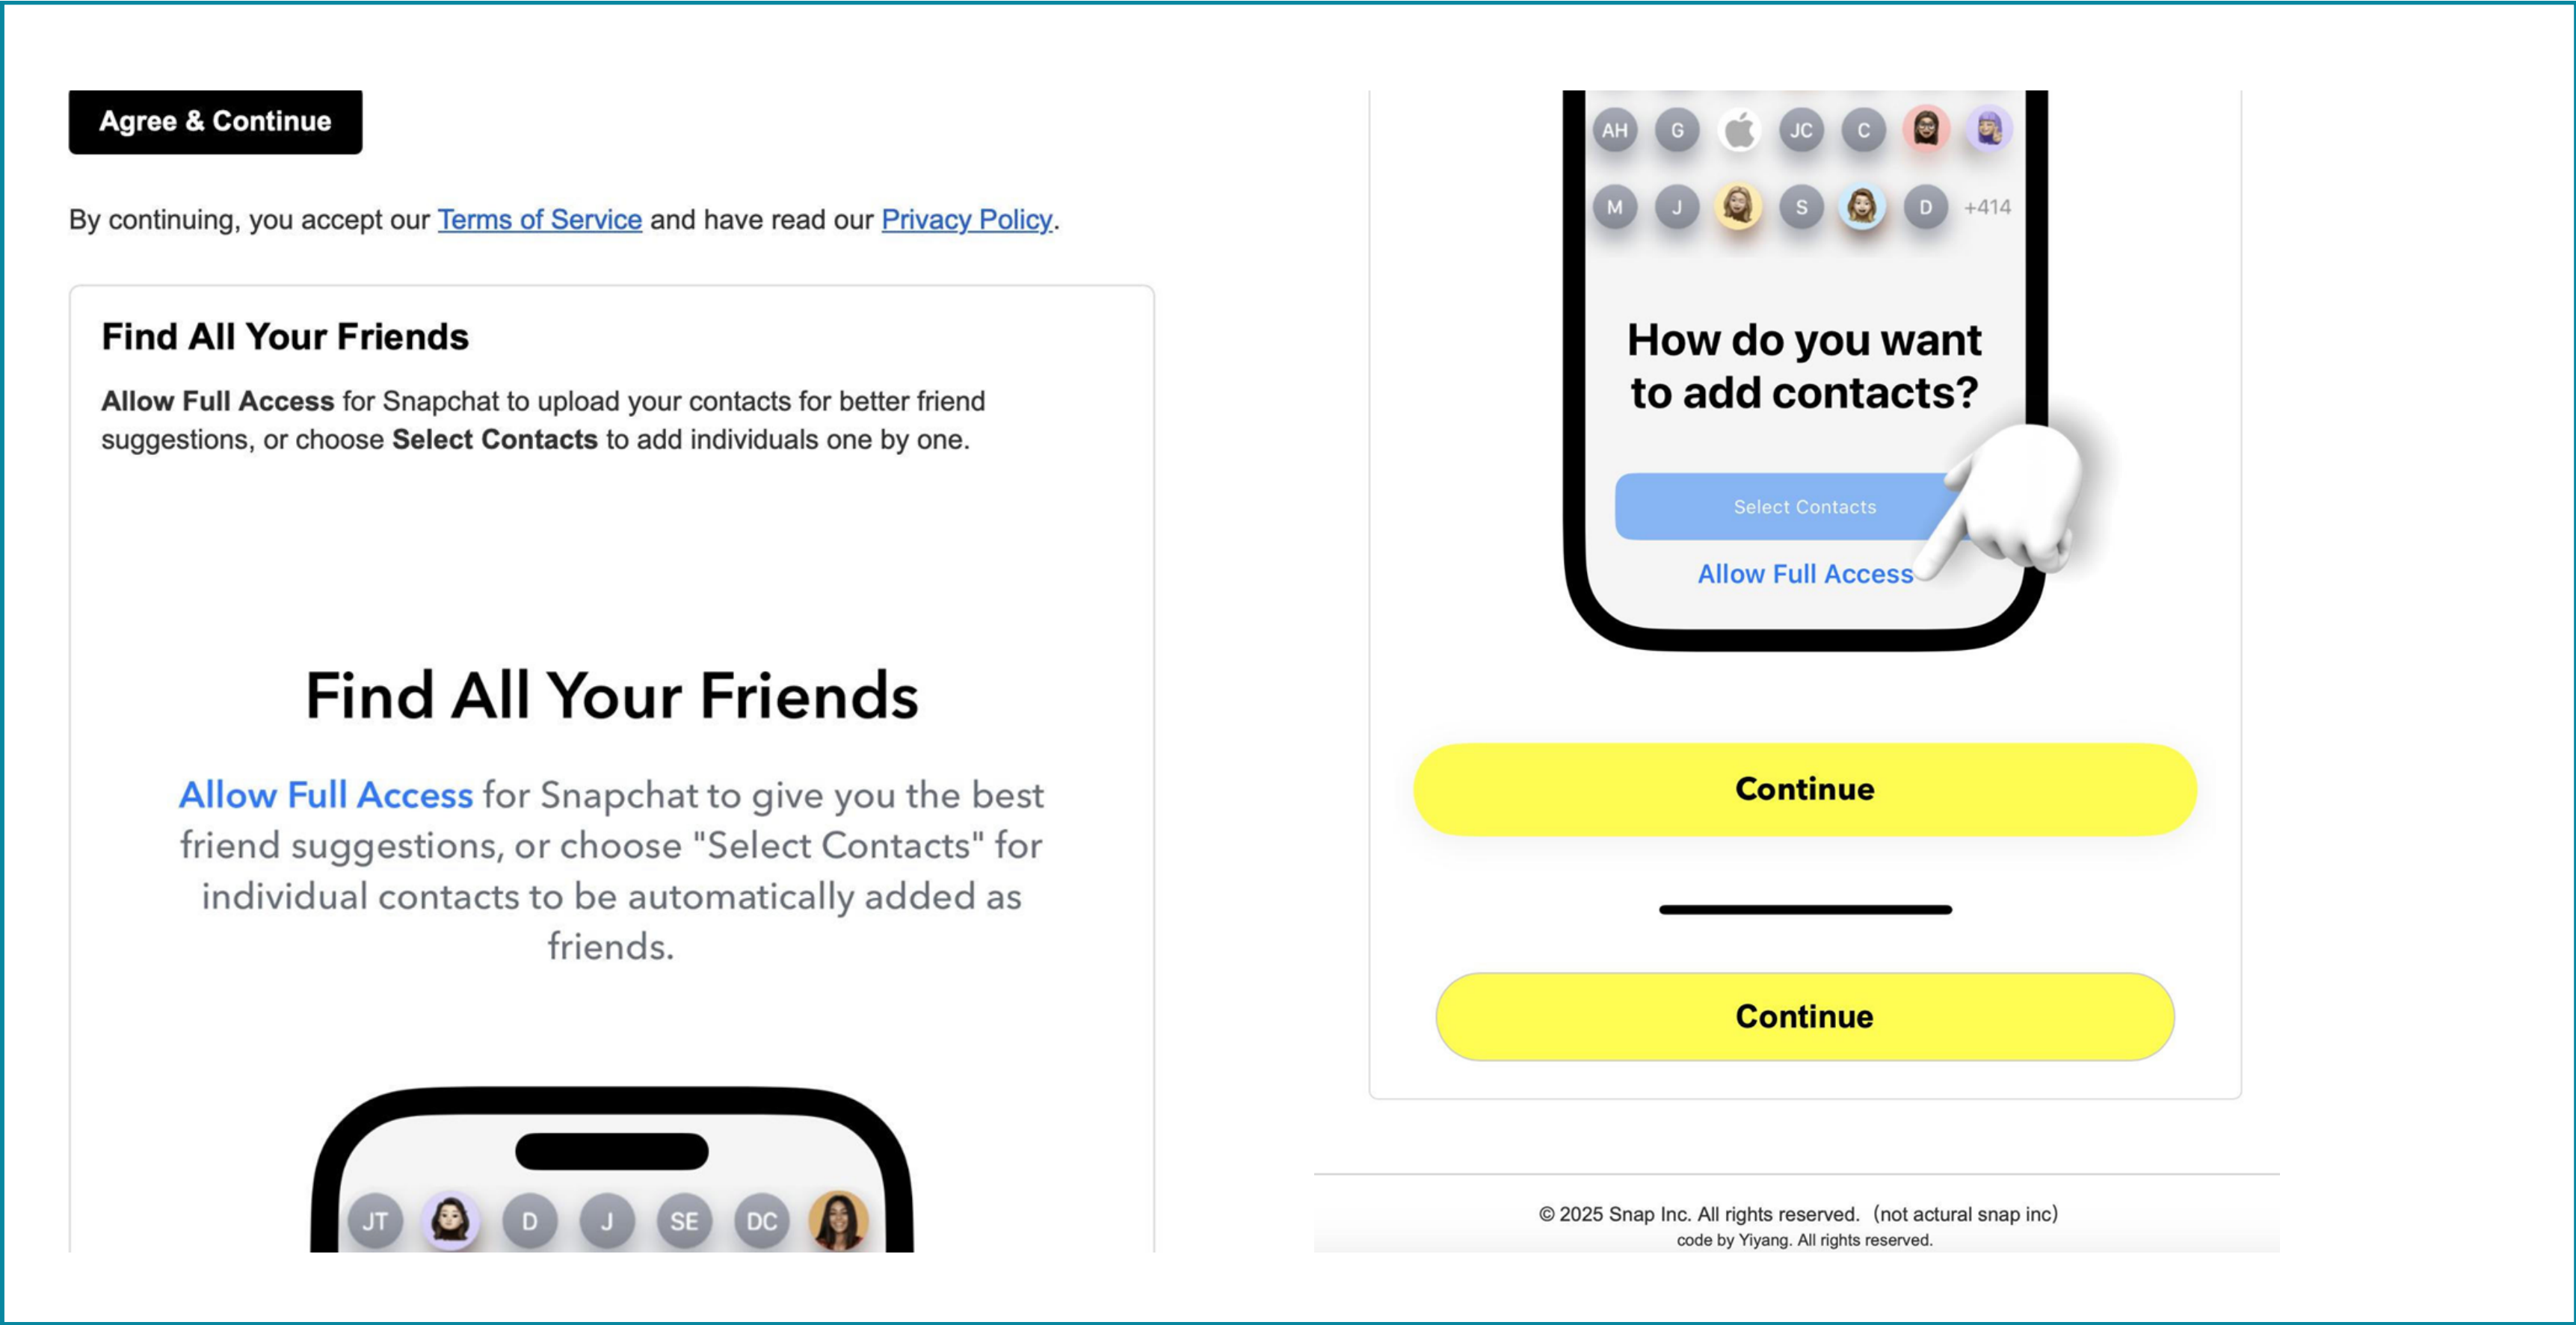 Agree & Continue
By continuing, you accept our Terms of Service and have read our Privacy Policy.
Find All Your Friends
Allow Full Access for Snapchat to upload your contacts for better friend
suggestions, or choose Select Contacts to add individuals one by one.
Find All Your Friends
Allow Full Access for Snapchat to give you the best
friend suggestions, or choose "Select Contacts" for
individual contacts to be automatically added as
friends.
JT D J SE DC
AH G JC C
M J S D +414
How do you want
to add contacts?
Select Contacts
Allow Full Access
Continue
Continue
© 2025 Snap Inc. All rights reserved. (not actural snap inc)
code by Yiyang. All rights reserved.